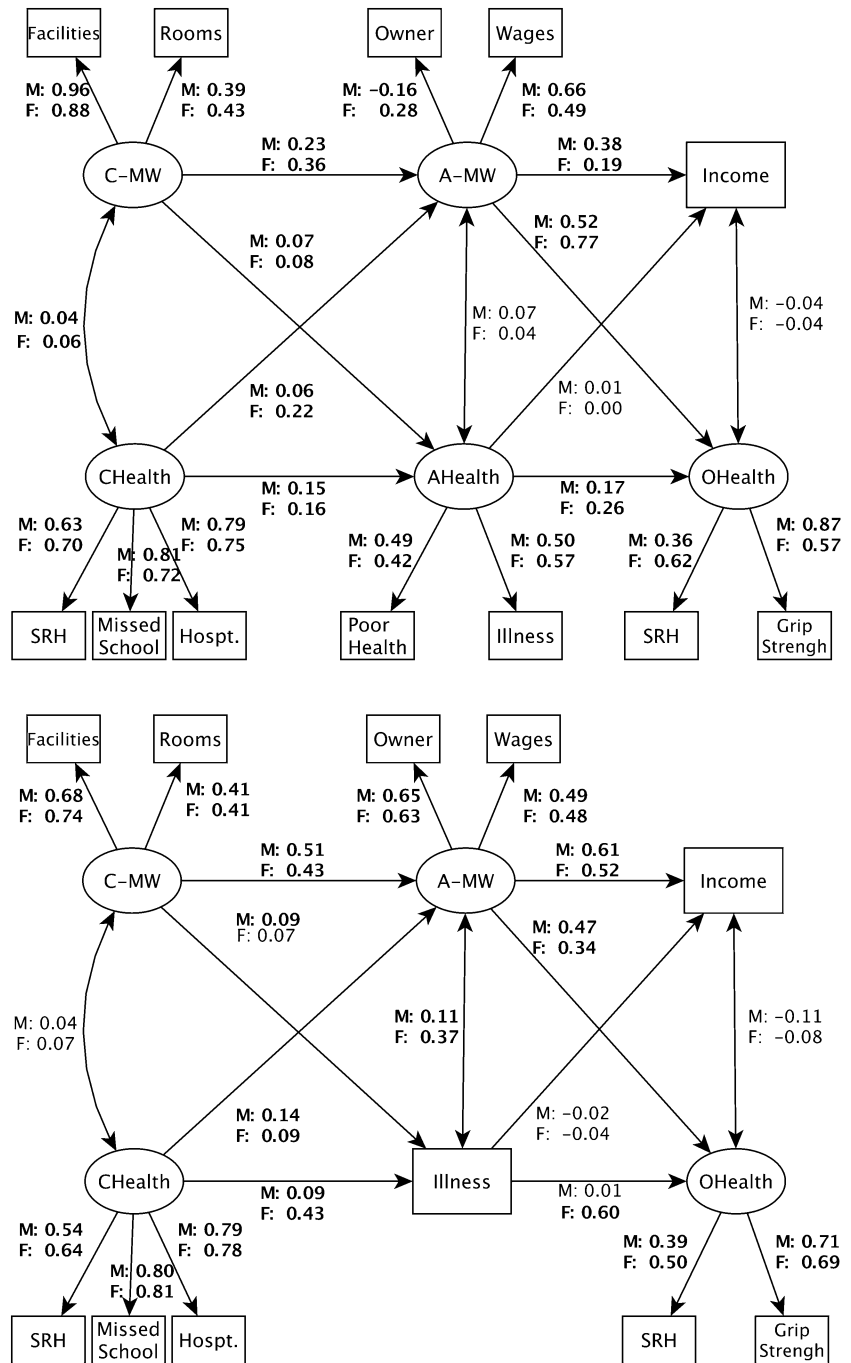 Facilities
Rooms
Owner
Wages
M: 0.96
F: 0.88
M: 0.39
F: 0.43
M: -0.16
F: 0.28
M: 0.66
F: 0.49
M: 0.23
F: 0.36
M: 0.38
F: 0.19
C-MW
A-MW
Income
M: 0.07
F: 0.08
M: 0.52
F: 0.77
M: 0.04
F: 0.06
M: 0.07
F: 0.04
M: -0.04
F: -0.04
M: 0.06
F: 0.22
M: 0.01
F: 0.00
CHealth
AHealth
OHealth
M: 0.15
F: 0.16
M: 0.17
F: 0.26
M: 0.63
F: 0.70
M: 0.81
F: 0.72
M: 0.79
F: 0.75
M: 0.49
F: 0.42
M: 0.50
F: 0.57
M: 0.36
F: 0.62
M: 0.87
F: 0.57
SRH
Missed
School
Hospt.
Poor
Health
Illness
SRH
Grip
Strengh
Facilities
Rooms
Owner
Wages
M: 0.68
F: 0.74
M: 0.41
F: 0.41
M: 0.65
F: 0.63
M: 0.49
F: 0.48
M: 0.51
F: 0.43
M: 0.61
F: 0.52
C-MW
A-MW
Income
M: 0.09
F: 0.07
M: 0.47
F: 0.34
M: 0.04
F: 0.07
M: 0.11
F: 0.37
M: -0.11
F: -0.08
M: 0.14
F: 0.09
M: -0.02
F: -0.04
CHealth
Illness
OHealth
M: 0.09
F: 0.43
M: 0.01
F: 0.60
M: 0.54
F: 0.64
M: 0.80
F: 0.81
M: 0.79
F: 0.78
M: 0.39
F: 0.50
M: 0.71
F: 0.69
SRH
Missed
School
Hospt.
SRH
Grip
Strengh